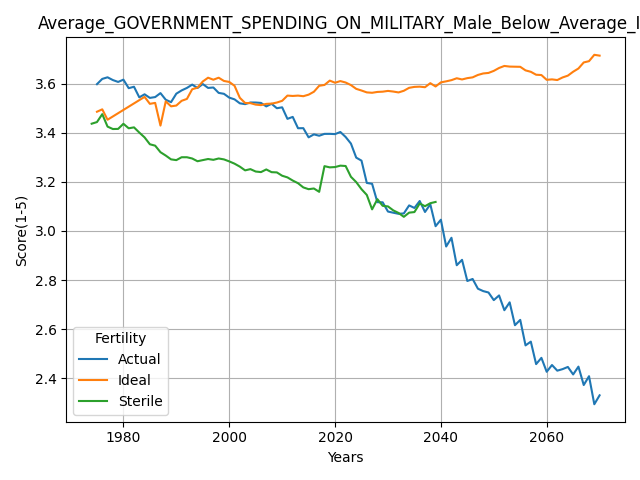 Average_GOVERNMENT_SPENDING_ON_MILITARY_Male_Below_Average_I
Score(1-5)
3.6
3.4
3.2
3.0
2.8
2.6
2.4
Fertility
Actual
Ideal
Sterile
1980 2000 2020 2040 2060
Years